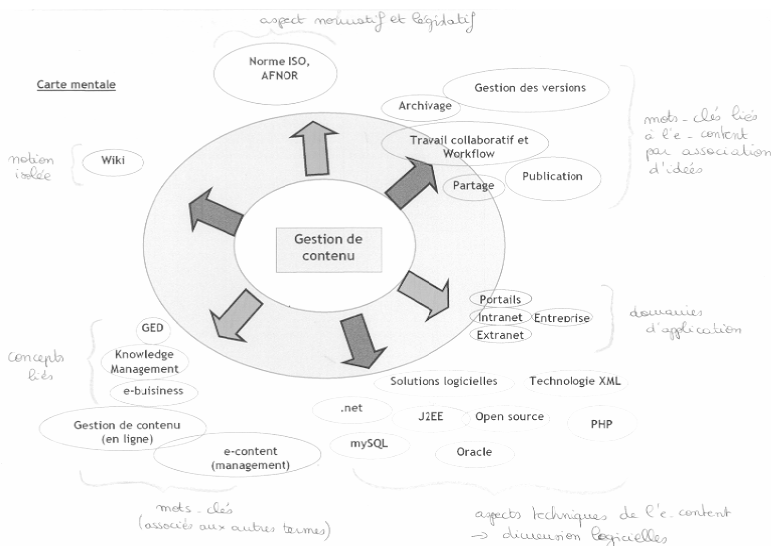 aspect normatif et législatif
Norme ISO,
AFNOR
Carte mentale
Gestion des versions
Archivage
Travail collaboratif et
Workflow
Partage
Publication
mots-clés liés
à l'e-content
par association
d'idées
notion
isolée
Wiki
Gestion de
contenu
Portails
Intranet
Entreprise
Extranet
domaines
d'application
GED
Knowledge
Management
e-buisiness
concepts
liés
Gestion de contenu
(en ligne)
e-content
(management)
Solutions logicielles
Technologie XML
.net
J2EE
Open source
PHP
mySQL
Oracle
mots-clés
(associés aux autres termes)
aspects techniques de l'e-content
→ dimension logicielles